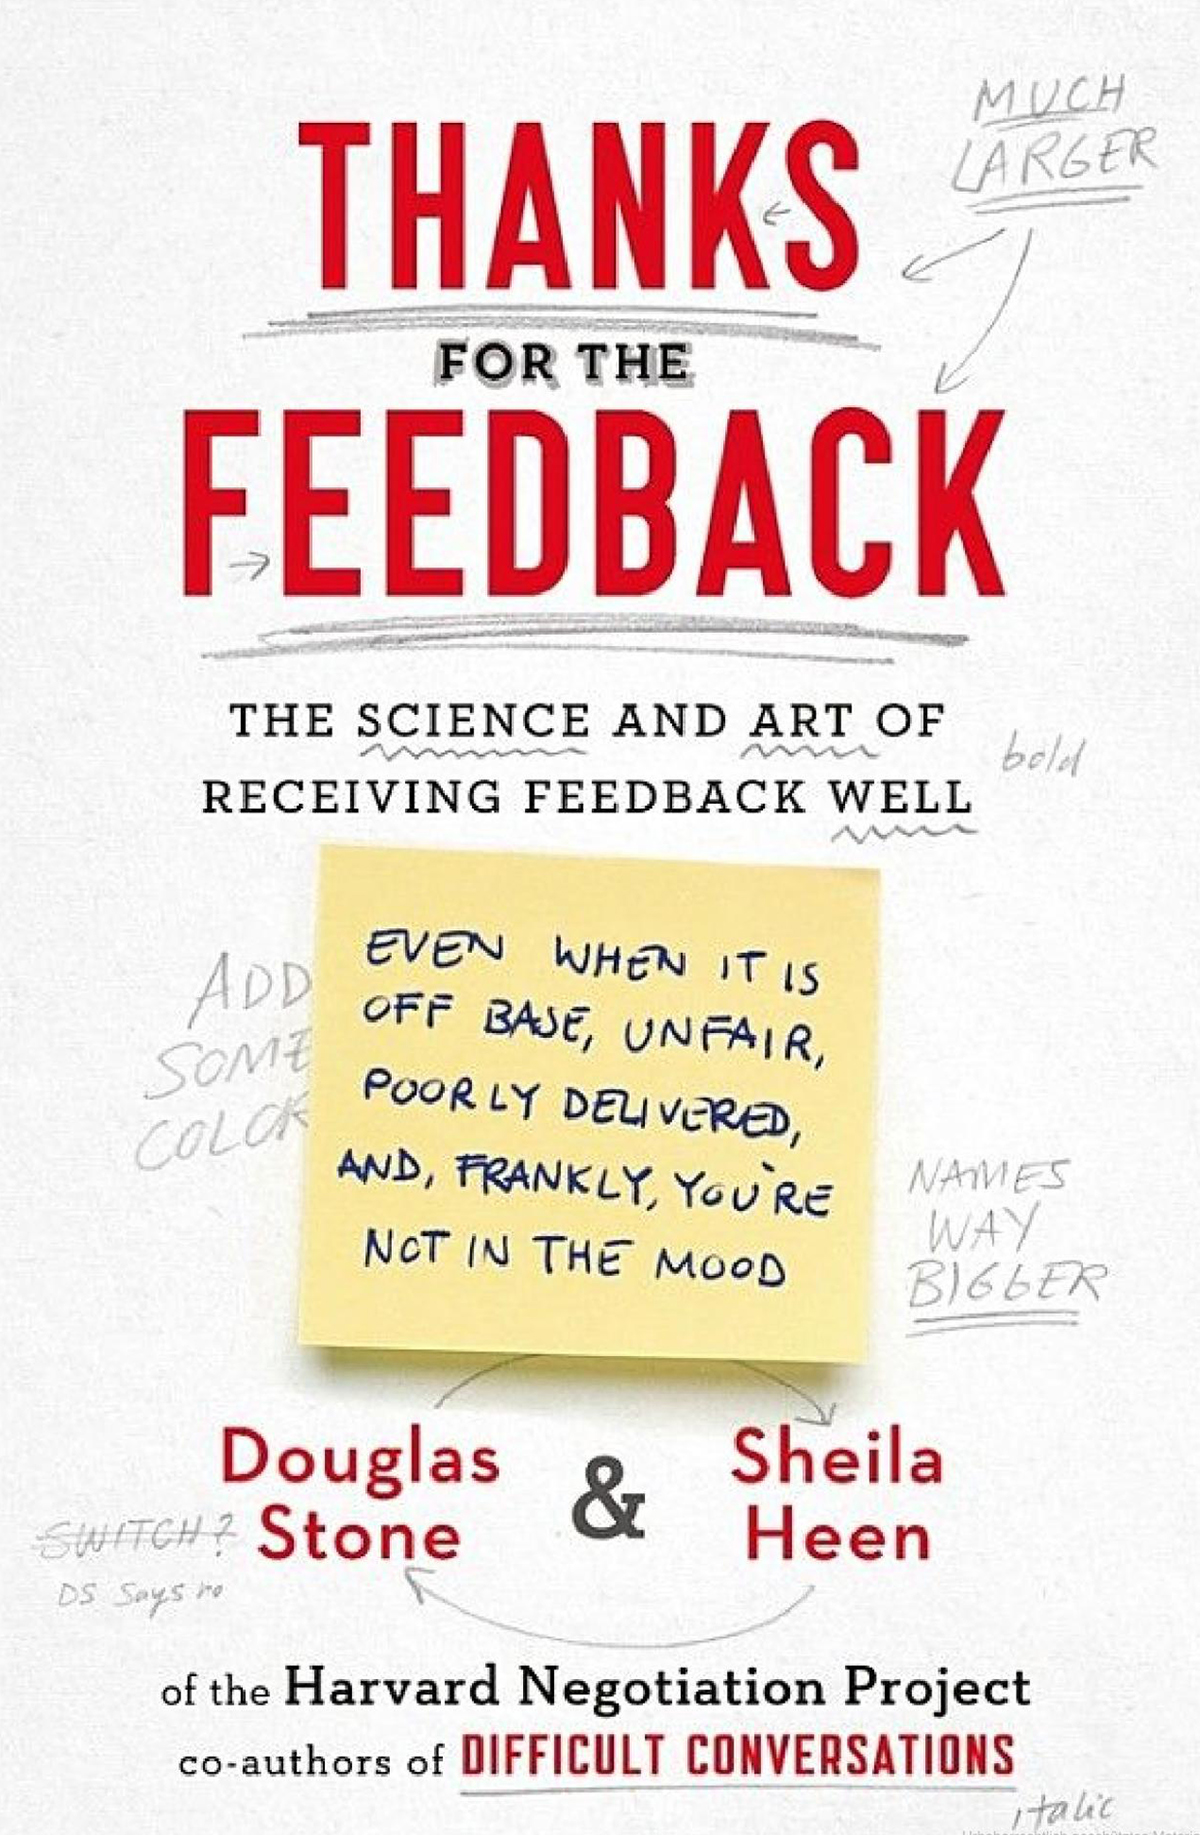 MUCH
LARGER
THANKS
FOR THE
FEEDBACK
THE SCIENCE AND ART OF
bold
RECEIVING FEEDBACK WELL
EVEN WHEN IT IS
OFF BASE, UNFAIR,
POORLY DELIVERED,
AND, FRANKLY, YOU'RE
NOT IN THE MOOD
ADD
SOME
COLOR
NAMES
WAY
BIGGER
Douglas
Stone
&
Sheila
Heen
SWITCH?
DS Says no
of the Harvard Negotiation Project
co-authors of DIFFICULT CONVERSATIONS
italic